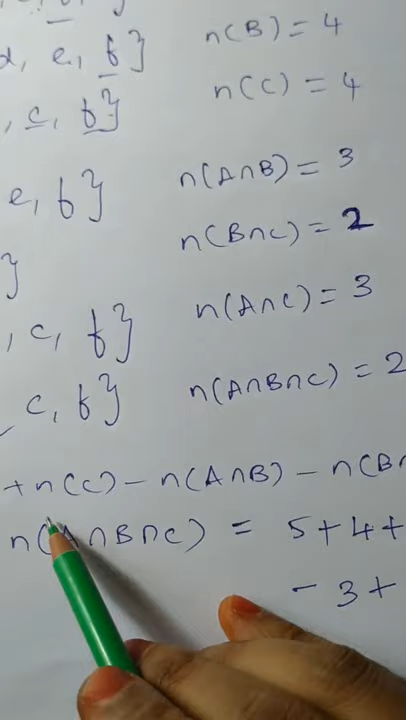 n(B) = 4
d, e, f}
n(C) = 4
, c, f}
n(A∩B) = 3
e, f}
n(B∩C) = 2
}
n(A∩C) = 3
, c, f}
n(A∩B∩C) = 2
c, f}
+ n(C) - n(A∩B) - n(B∩
n(A∩B∩C) = 5+4+
- 3+